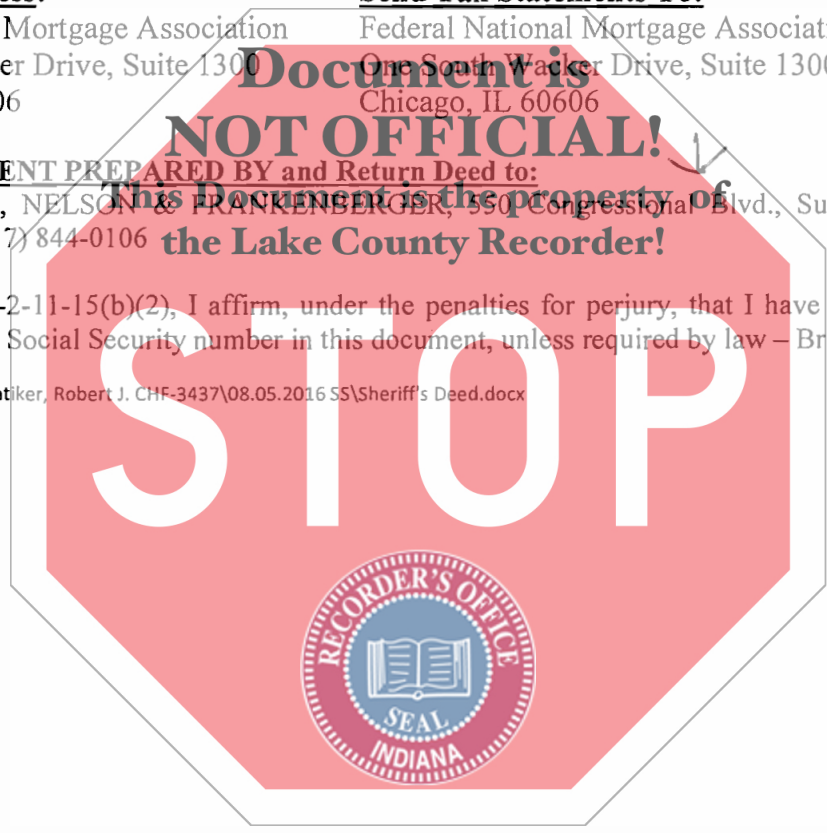 Mortgage Association Federal National Mortgage Associati
er Drive, Suite 1300 One South Wacker Drive, Suite 1300
06 Chicago, IL 60606
Document is
NOT OFFICIAL!
This Document is the property of
the Lake County Recorder!
ENT PREPARED BY and Return Deed to:
, NELSON & FRANKENBERGER, 550 Congressional Blvd., Su
7) 844-0106
-2-11-15(b)(2), I affirm, under the penalties for perjury, that I have
Social Security number in this document, unless required by law – Br
tiker, Robert J. CHF-3437\08.05.2016 SS\Sheriff's Deed.docx
STOP
RECORDER'S OFFICE
SEAL
INDIANA